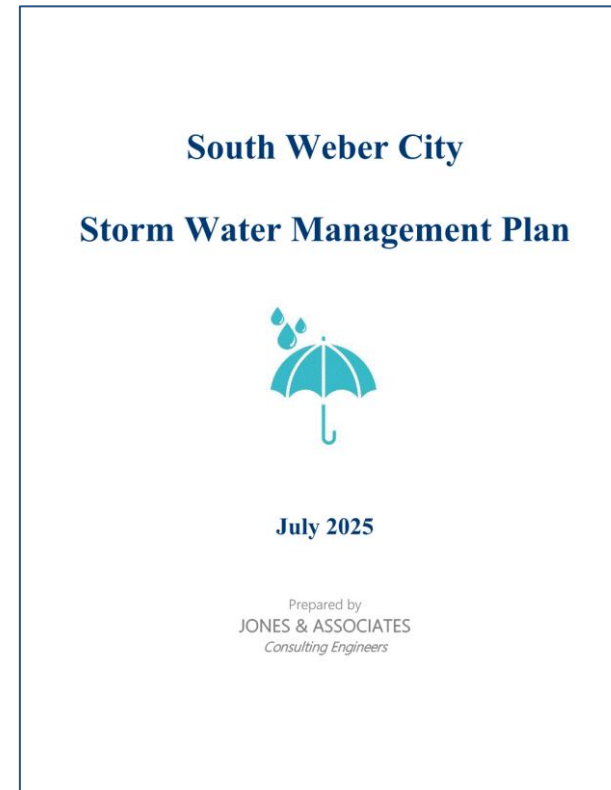 South Weber City
Storm Water Management Plan
July 2025
Prepared by
JONES & ASSOCIATES
Consulting Engineers